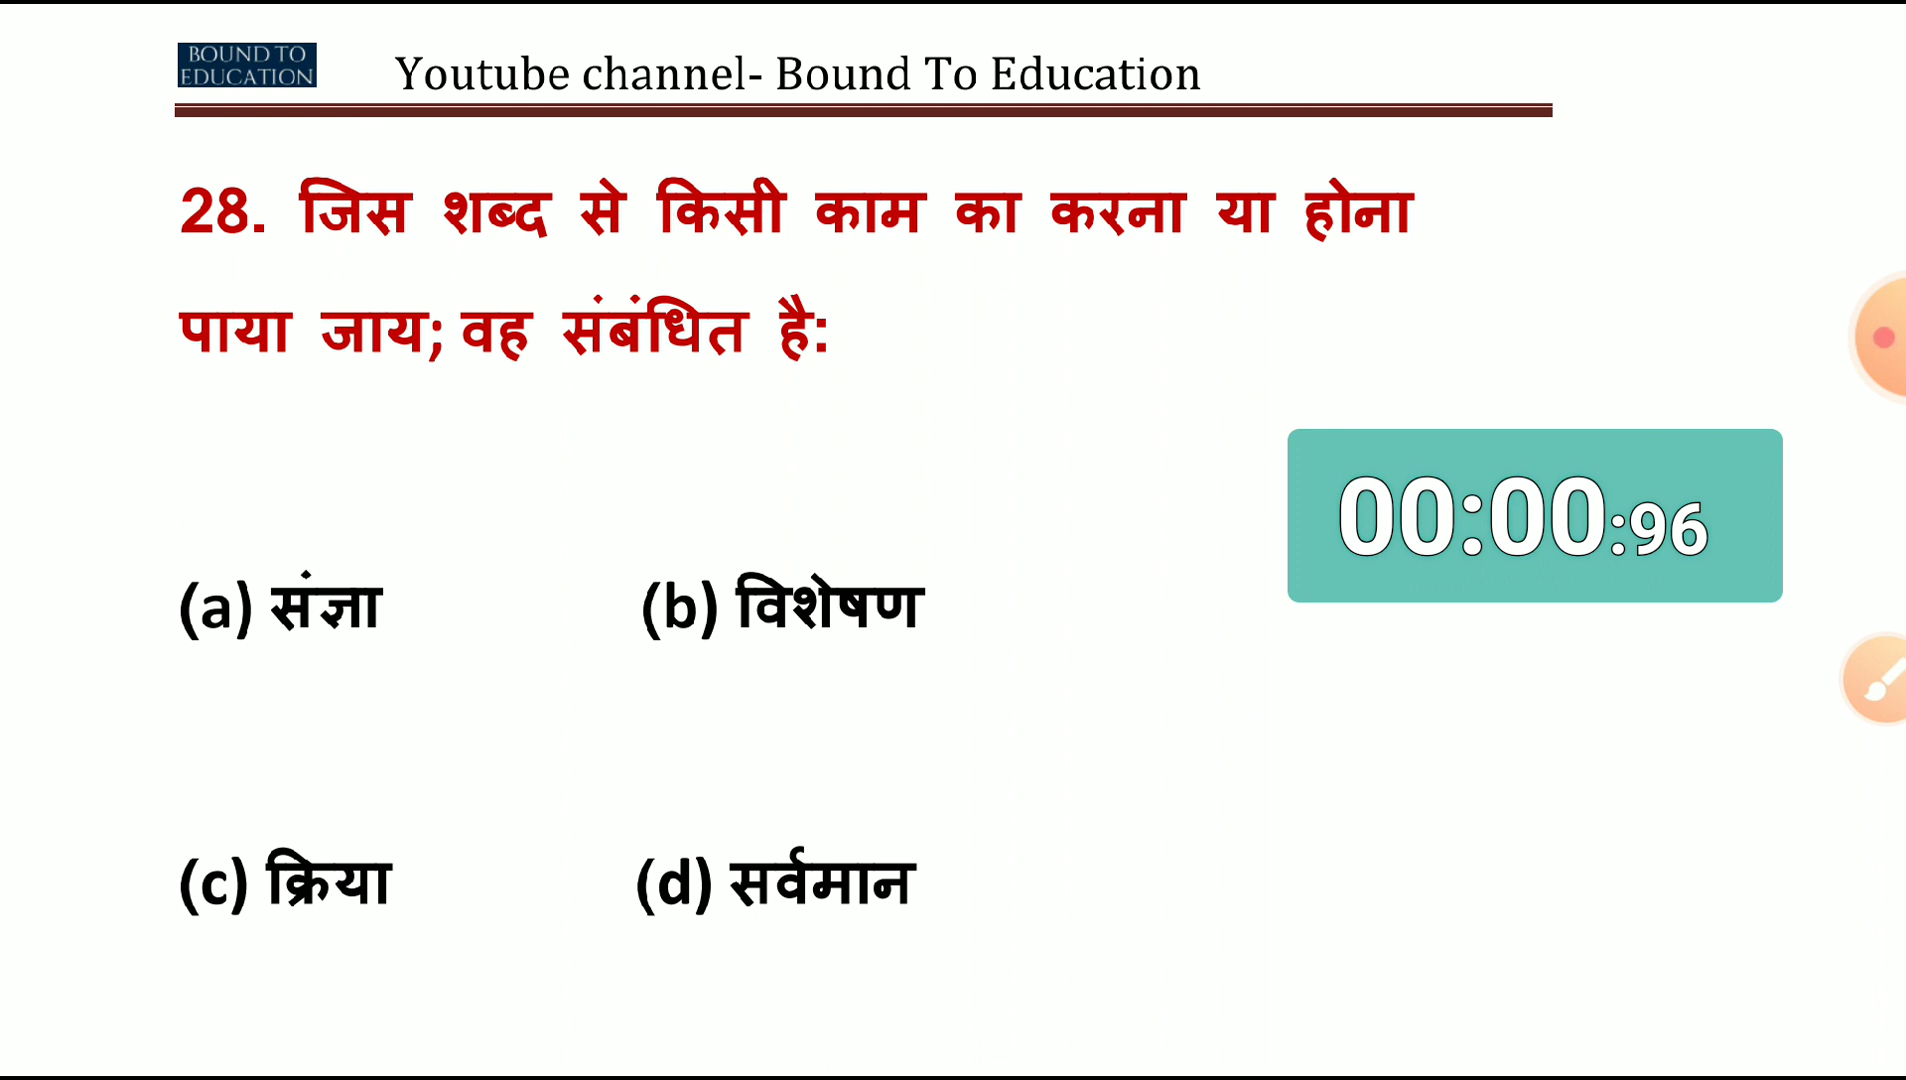 BOUND TO
EDUCATION
Youtube channel- Bound To Education
28. जिस शब्द से किसी काम का करना या होना
पाया जाय; वह संबंधित है:
00:00:96
(a) संज्ञा (b) विशेषण
(c) क्रिया (d) सर्वमान